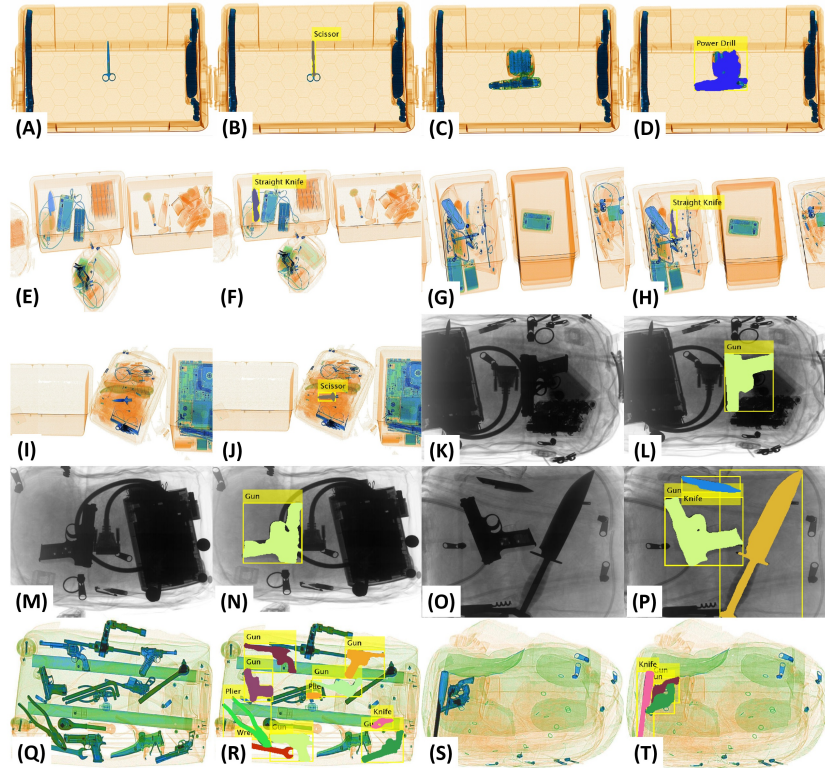 Scissor
Power Drill
(A) (B) (C) (D)
Straight Knife
Straight Knife
(E) (F) (G) (H)
Gun
Scissor
(I) (J) (K) (L)
Gun
Gun
Knife
(M) (N) (O) (P)
Gun
Gun
Gun
Gun
Knife
Plier
Knife
Gun
(Q) (R) (S) (T)